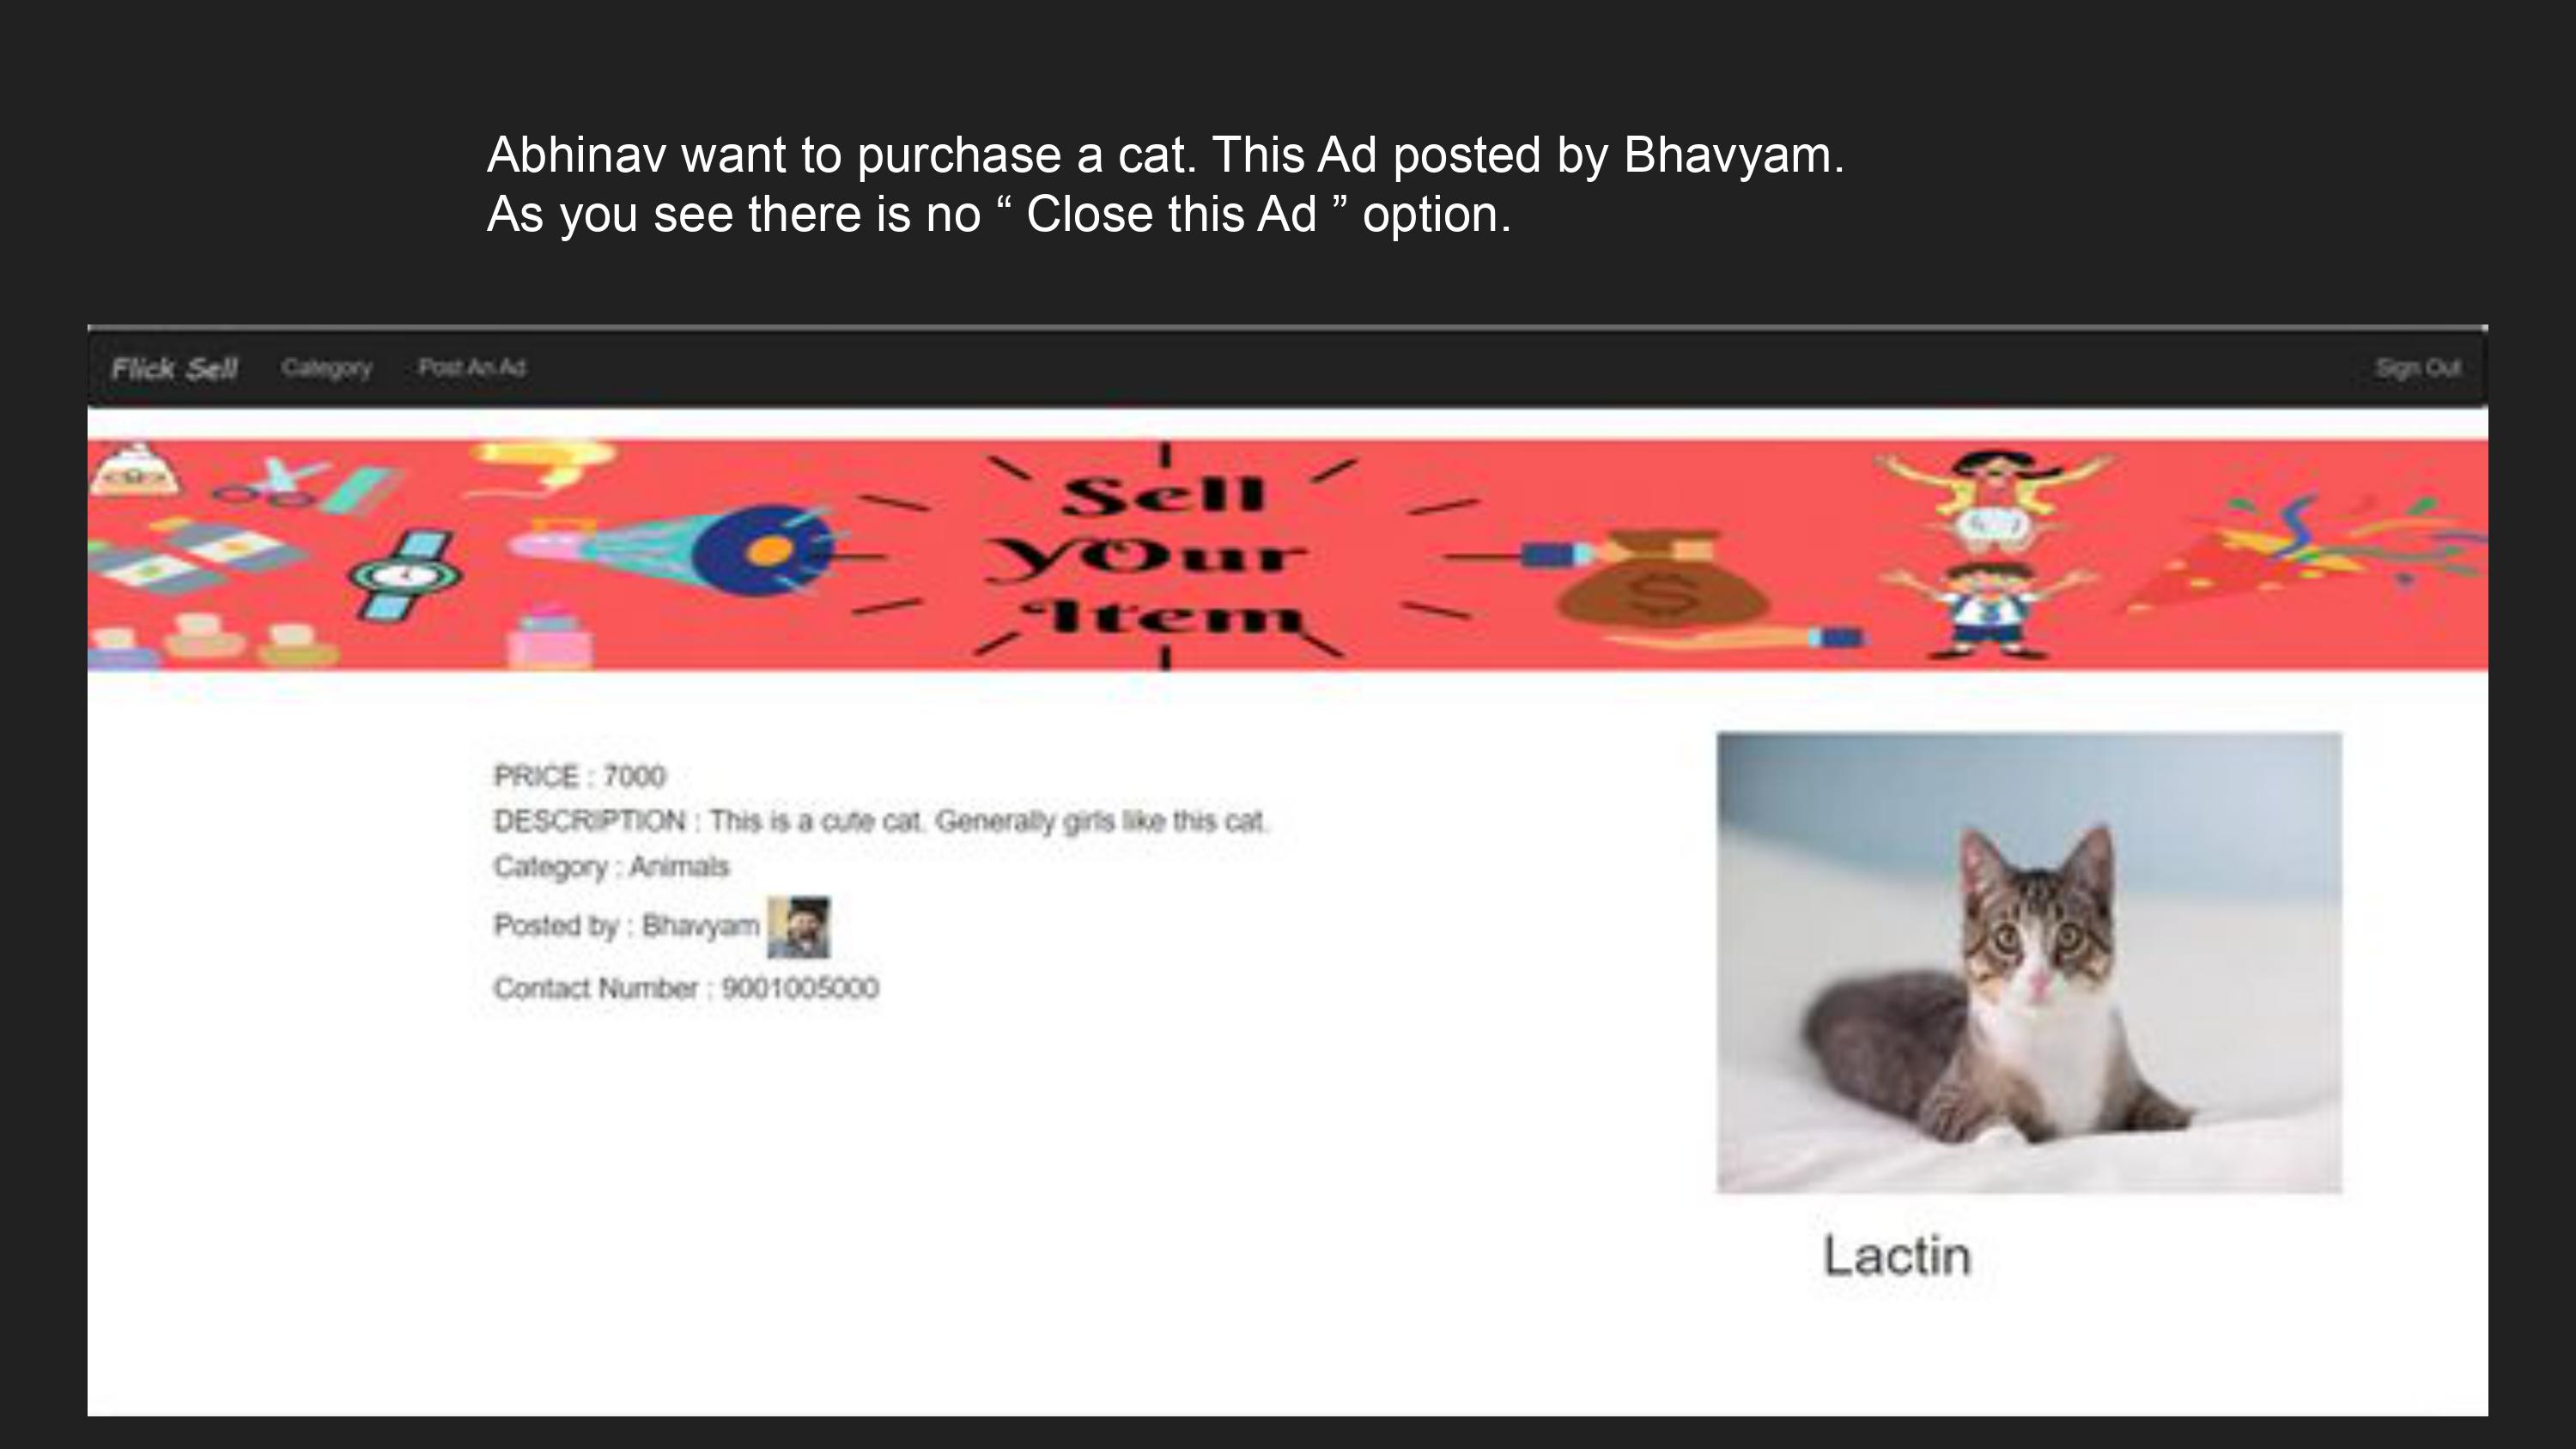 Abhinav want to purchase a cat. This Ad posted by Bhavyam.
As you see there is no “ Close this Ad ” option.
Flick Sell Category Post An Ad Sign Out
Sell
yOur
Item
PRICE : 7000
DESCRIPTION : This is a cute cat. Generally girls like this cat.
Category : Animals
Posted by : Bhavyam
Contact Number : 9001005000
Lactin